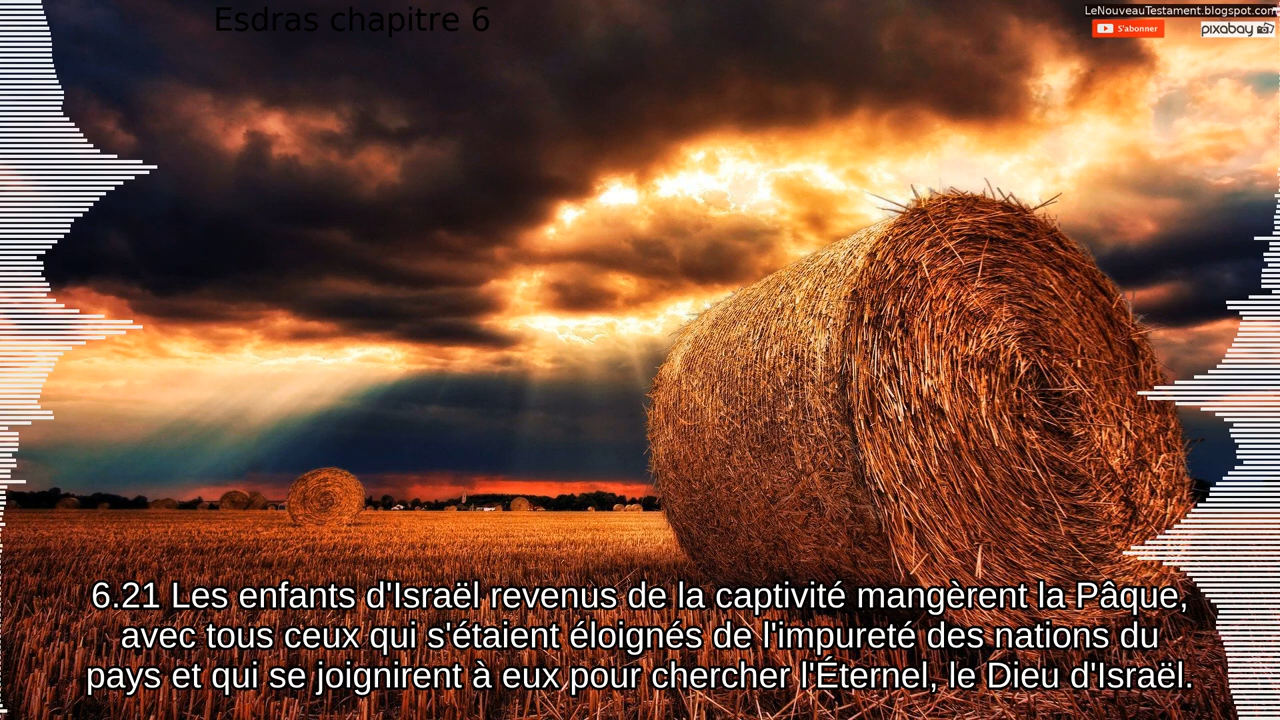 Esdras chapitre 6
LeNouveauTestament.blogspot.com
S'abonner
pixabay
6.21 Les enfants d'Israël revenus de la captivité mangèrent la Pâque,
avec tous ceux qui s'étaient éloignés de l'impureté des nations du
pays et qui se joignirent à eux pour chercher l'Éternel, le Dieu d'Israël.